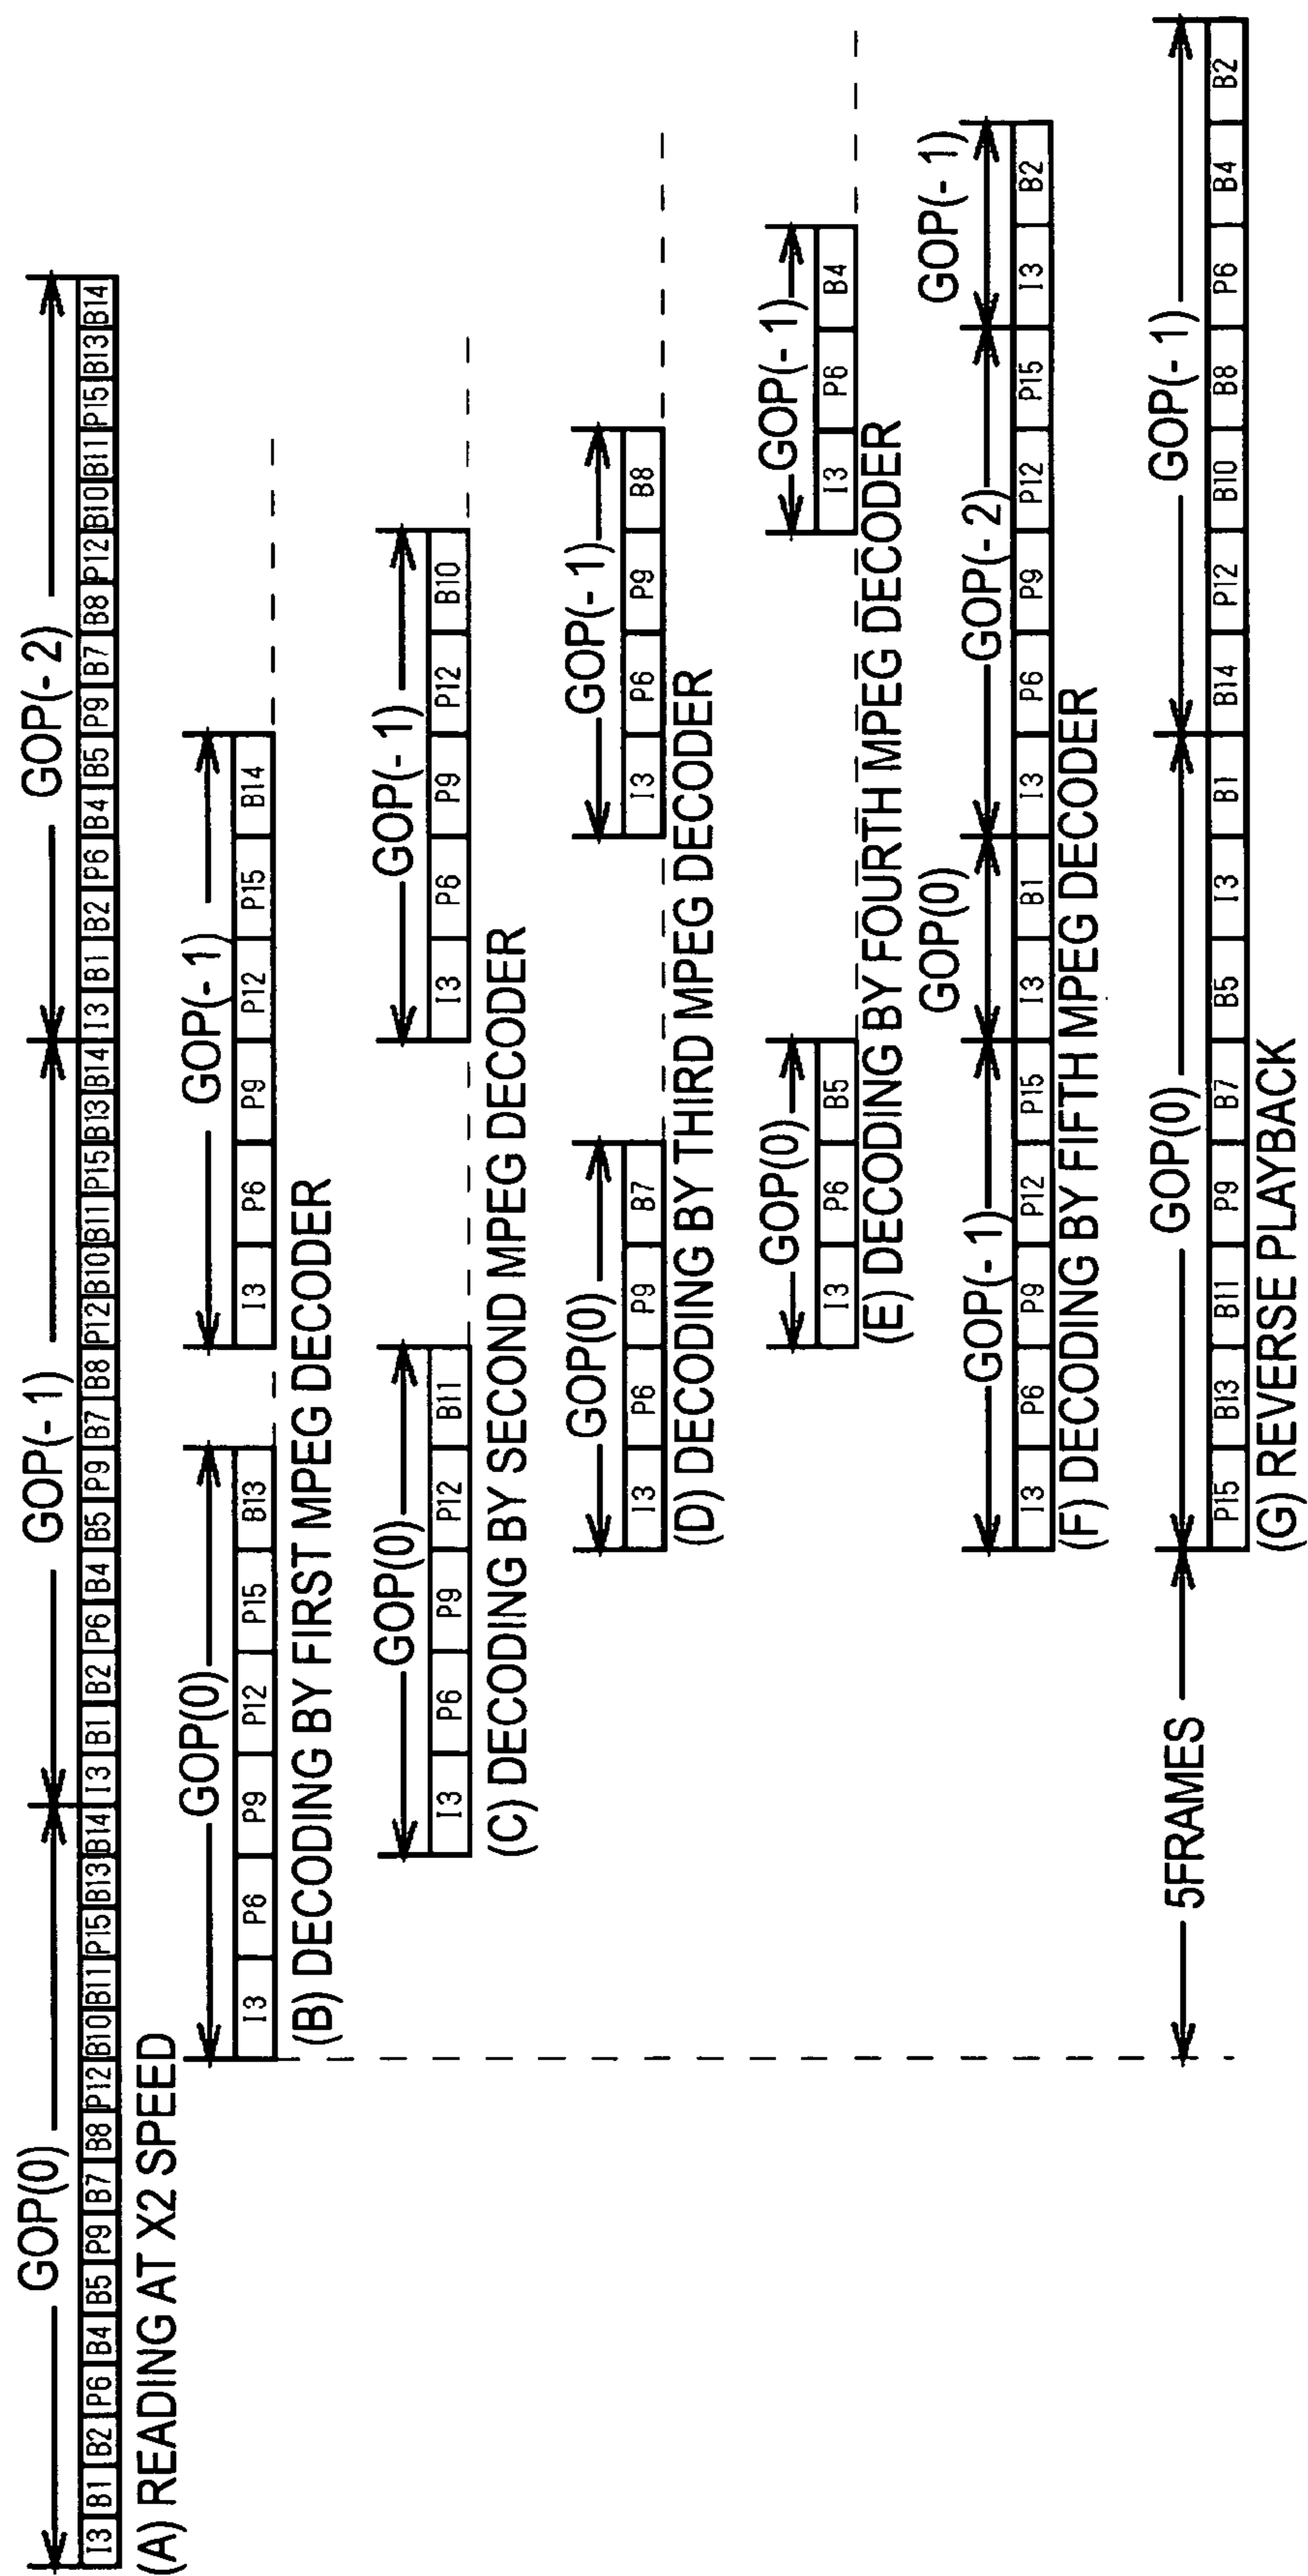 GOP(0) GOP(- 1) GOP(- 2)
I3 B1 B2 P6 B4 B5 P9 B7 B8 P12 B10 B11 P15 B13 B14 I3 B1 B2 P6 B4 B5 P9 B7 B8 P12 B10 B11 P15 B13 B14 I3 B1 B2 P6 B4 B5 P9 B7 B8 P12 B10 B11 P15 B13 B14
(A) READING AT X2 SPEED
GOP(0) GOP(- 1)
I3 P6 P9 P12 P15 B13 I3 P6 P9 P12 P15 B14
(B) DECODING BY FIRST MPEG DECODER
GOP(0) GOP(- 1)
I3 P6 P9 P12 B11 I3 P6 P9 P12 B10
(C) DECODING BY SECOND MPEG DECODER
GOP(0) GOP(- 1)
I3 P6 P9 B7 I3 P6 P9 B8
(D) DECODING BY THIRD MPEG DECODER
GOP(0) GOP(- 1)
I3 P6 B5 I3 P6 B4
(E) DECODING BY FOURTH MPEG DECODER
GOP(- 1) GOP(0) GOP(- 2) GOP(- 1)
I3 P6 P9 P12 P15 I3 B1 I3 P6 P9 P12 P15 I3 B2
(F) DECODING BY FIFTH MPEG DECODER
5FRAMES GOP(0) GOP(- 1)
P15 B13 B11 P9 B7 B5 I3 B1 B14 P12 B10 B8 P6 B4 B2
(G) REVERSE PLAYBACK